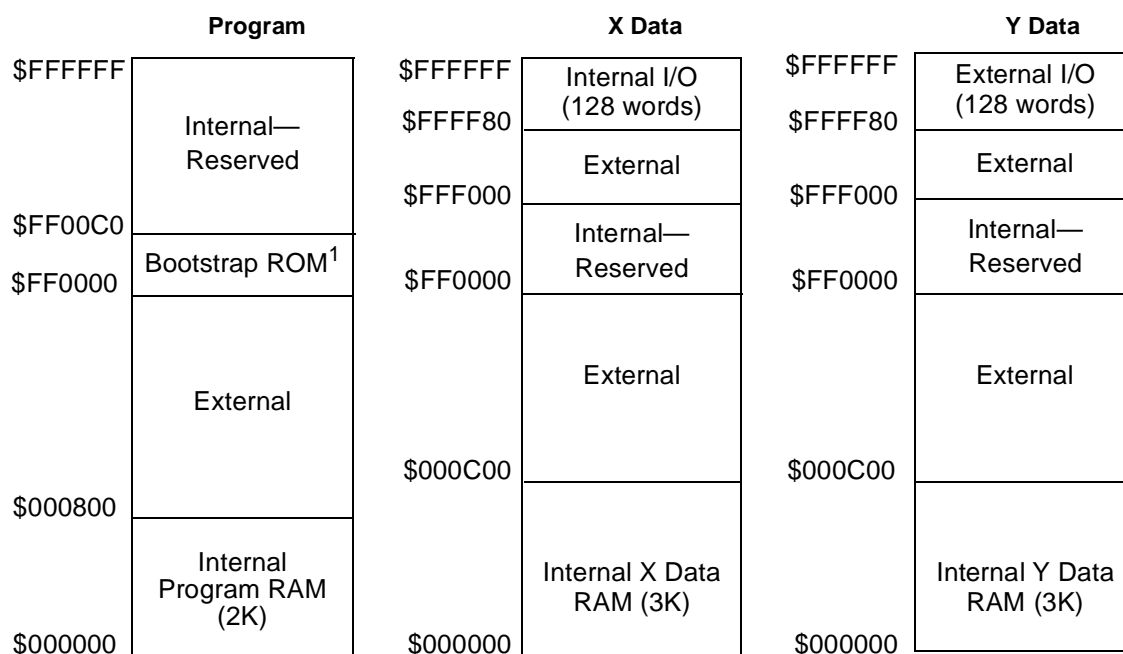 Program
$FFFFFF
Internal—
Reserved
$FF00C0
Bootstrap ROM1
$FF0000
External
$000800
Internal
Program RAM
(2K)
$000000
X Data
$FFFFFF
Internal I/O
(128 words)
$FFFF80
External
$FFF000
Internal—
Reserved
$FF0000
External
$000C00
Internal X Data
RAM (3K)
$000000
Y Data
$FFFFFF
External I/O
(128 words)
$FFFF80
External
$FFF000
Internal—
Reserved
$FF0000
External
$000C00
Internal Y Data
RAM (3K)
$000000